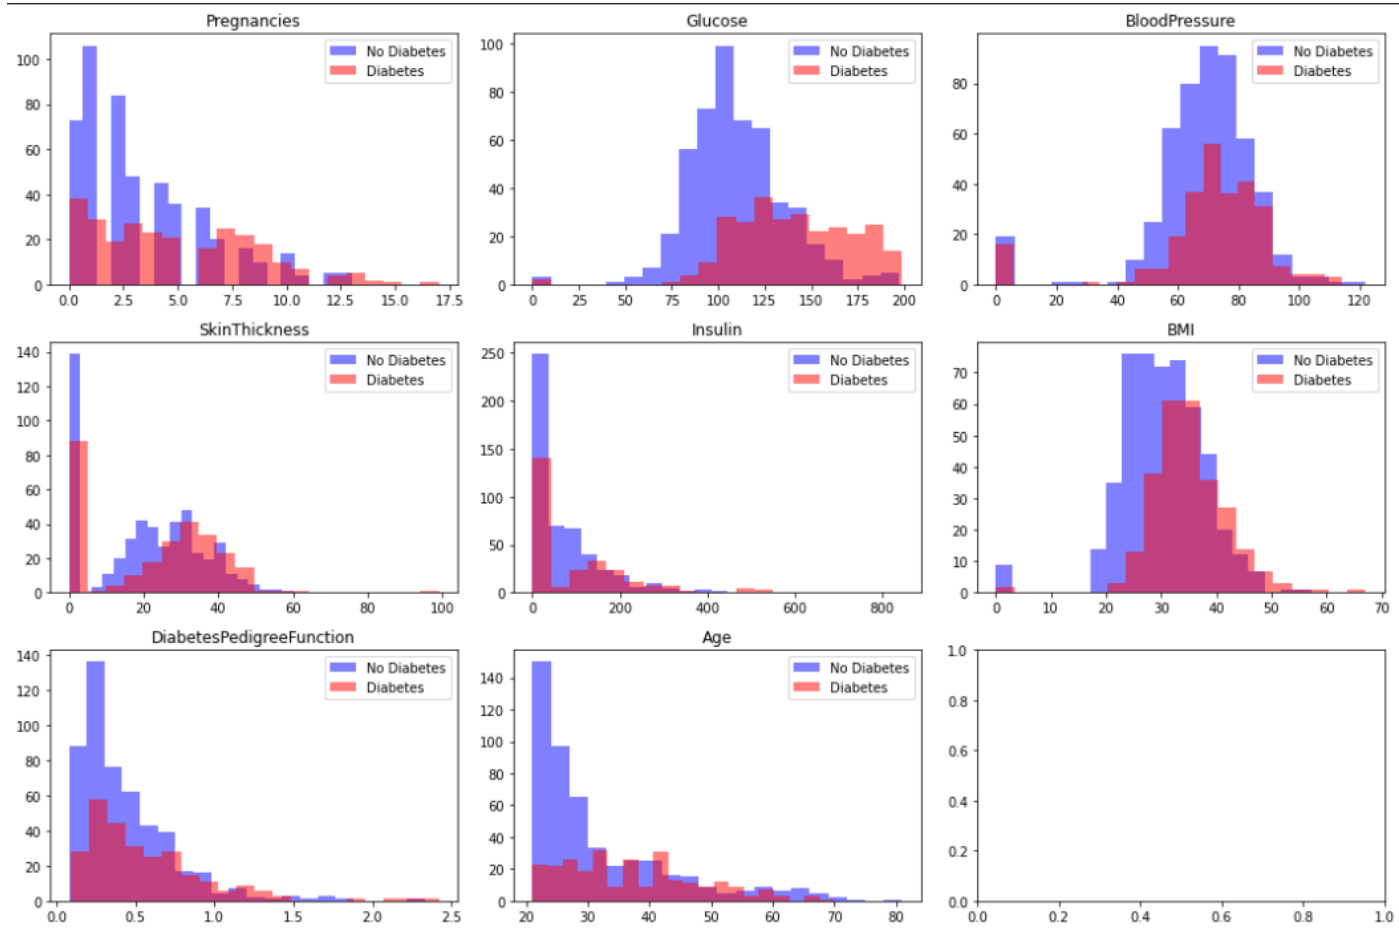 Pregnancies
No Diabetes
Diabetes
100
80
60
40
20
0
0.0 2.5 5.0 7.5 10.0 12.5 15.0 17.5
Glucose
No Diabetes
Diabetes
100
80
60
40
20
0
0 25 50 75 100 125 150 175 200
BloodPressure
No Diabetes
Diabetes
80
60
40
20
0
0 20 40 60 80 100 120
SkinThickness
No Diabetes
Diabetes
140
120
100
80
60
40
20
0
0 20 40 60 80 100
Insulin
No Diabetes
Diabetes
250
200
150
100
50
0
0 200 400 600 800
BMI
No Diabetes
Diabetes
70
60
50
40
30
20
10
0
0 10 20 30 40 50 60 70
DiabetesPedigreeFunction
No Diabetes
Diabetes
140
120
100
80
60
40
20
0
0.0 0.5 1.0 1.5 2.0 2.5
Age
No Diabetes
Diabetes
140
120
100
80
60
40
20
0
20 30 40 50 60 70 80
1.0
0.8
0.6
0.4
0.2
0.0
0.0 0.2 0.4 0.6 0.8 1.0